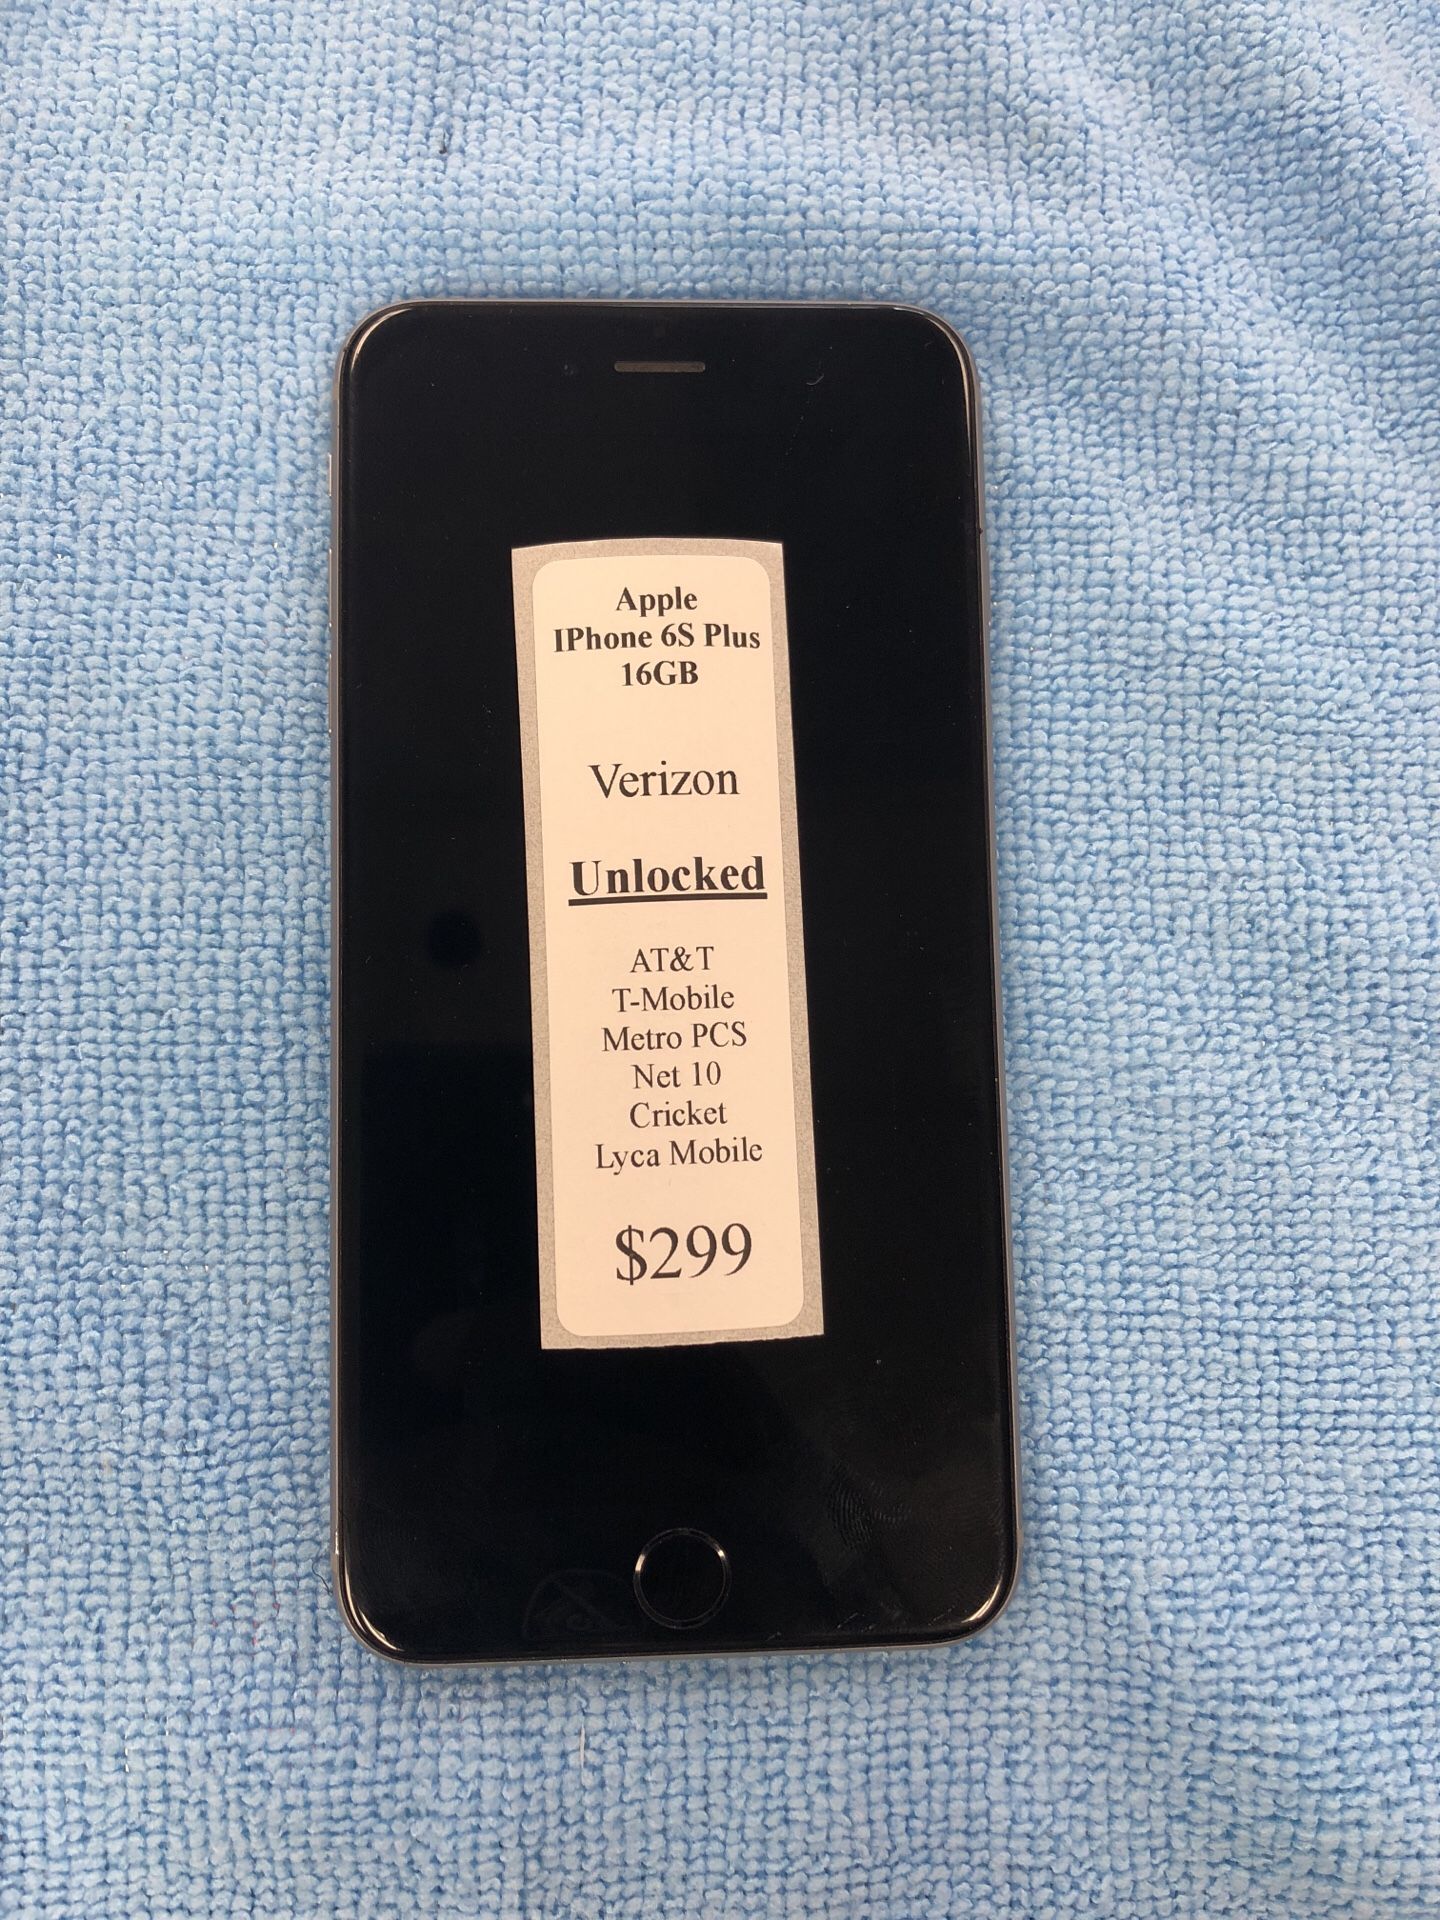 Apple
IPhone 6S Plus
16GB
Verizon
Unlocked
AT&T
T-Mobile
Metro PCS
Net 10
Cricket
Lyca Mobile
$299